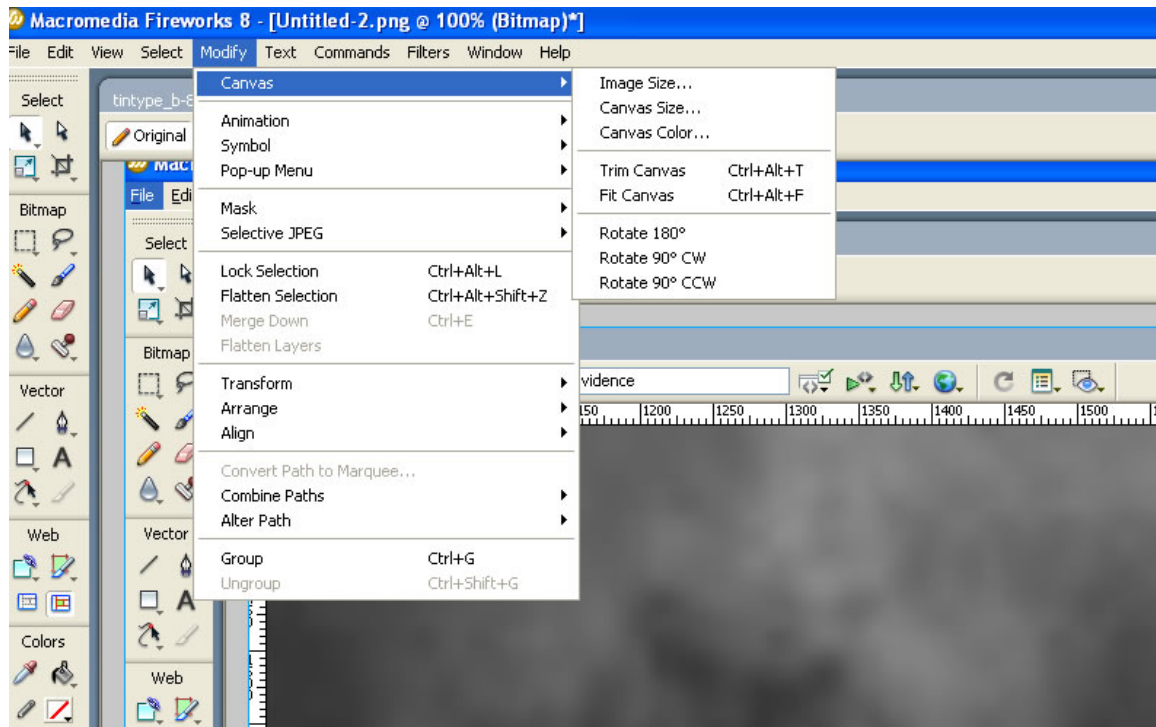 Macromedia Fireworks 8 - [Untitled-2.png @ 100% (Bitmap)*]
File Edit View Select Modify Text Commands Filters Window Help
Select
tintype_b-8
Original
Bitmap
Vector
Web
Colors
Canvas
Animation
Symbol
Pop-up Menu
Mask
Selective JPEG
Lock Selection Ctrl+Alt+L
Flatten Selection Ctrl+Alt+Shift+Z
Merge Down Ctrl+E
Flatten Layers
Transform
Arrange
Align
Convert Path to Marquee...
Combine Paths
Alter Path
Group Ctrl+G
Ungroup Ctrl+Shift+G
Image Size...
Canvas Size...
Canvas Color...
Trim Canvas Ctrl+Alt+T
Fit Canvas Ctrl+Alt+F
Rotate 180°
Rotate 90° CW
Rotate 90° CCW
File Edi
Select
Bitmap
Vector
Web
vidence
150 1200 1250 1300 1350 1400 1450 1500